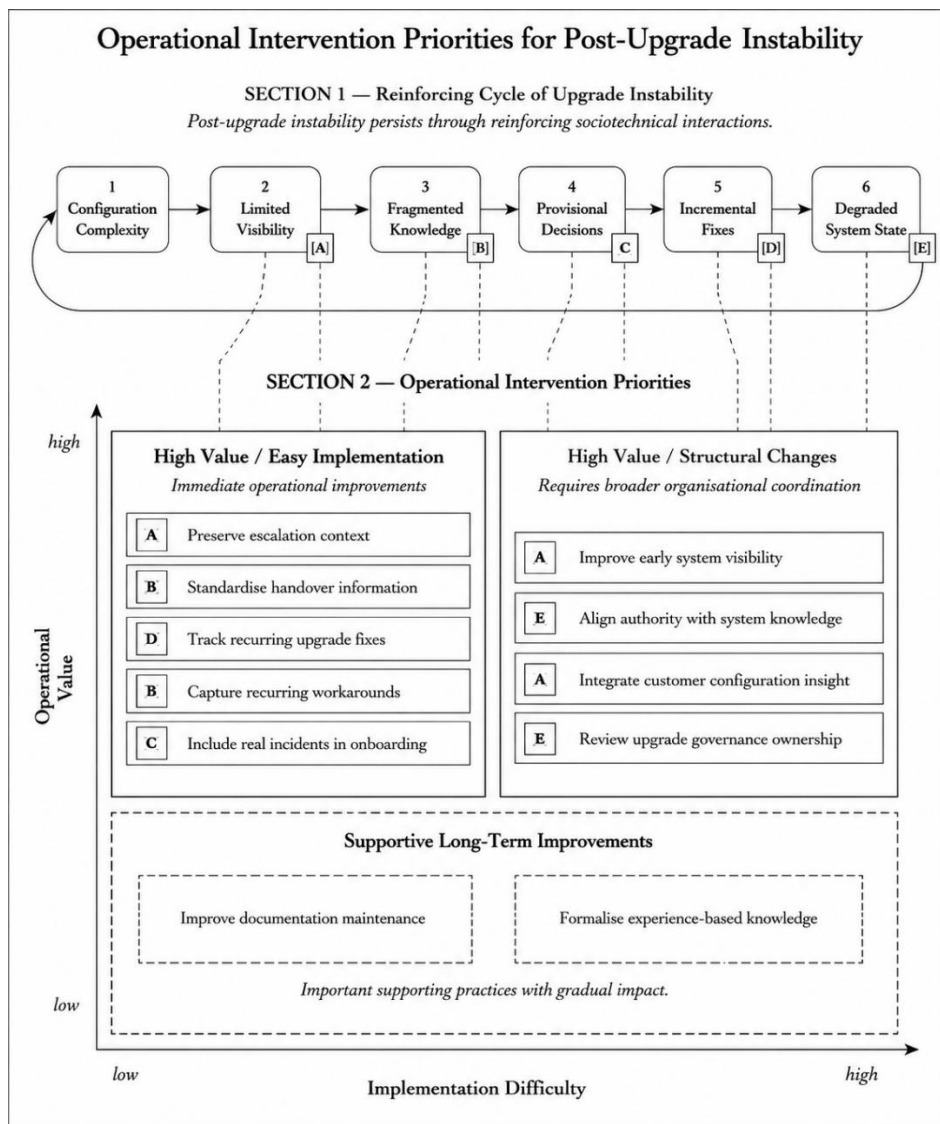 Operational Intervention Priorities for Post-Upgrade Instability
SECTION 1 — Reinforcing Cycle of Upgrade Instability
Post-upgrade instability persists through reinforcing sociotechnical interactions.
1
Configuration
Complexity
2
Limited
Visibility
[A]
3
Fragmented
Knowledge
[B]
4
Provisional
Decisions
C
5
Incremental
Fixes
[D]
6
Degraded
System State
[E]
SECTION 2 — Operational Intervention Priorities
high
Operational
Value
low
High Value / Easy Implementation
Immediate operational improvements
A Preserve escalation context
B Standardise handover information
D Track recurring upgrade fixes
B Capture recurring workarounds
C Include real incidents in onboarding
High Value / Structural Changes
Requires broader organisational coordination
A Improve early system visibility
E Align authority with system knowledge
A Integrate customer configuration insight
E Review upgrade governance ownership
Supportive Long-Term Improvements
Improve documentation maintenance
Formalise experience-based knowledge
Important supporting practices with gradual impact.
low
Implementation Difficulty
high